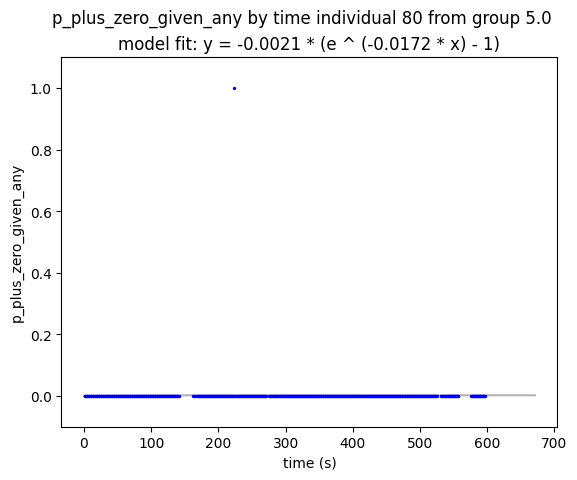 p_plus_zero_given_any by time individual 80 from group 5.0
model fit: y = -0.0021 * (e ^ (-0.0172 * x) - 1)
p_plus_zero_given_any
1.0
0.8
0.6
0.4
0.2
0.0
0 100 200 300 400 500 600 700
time (s)